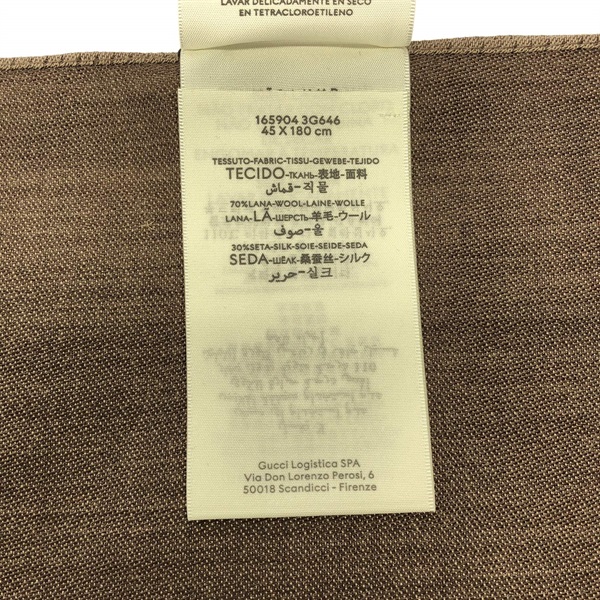 LAVAR DELICADAMENTE EN SECO
EN TETRACLOROETILENO
165904 3G646
45 X 180 cm
TESSUTO-FABRIC-TISSU-GEWEBE-TEJIDO
TECIDO-ТКАНЬ-表地-面料
قماش-직물
70%LANA-WOOL-LAINE-WOLLE
LANA-LÃ-ШЕРСТЬ-羊毛-ウール
صوف-울
30%SETA-SILK-SOIE-SEIDE-SEDA
SEDA-ШЁЛК-桑蚕丝-シルク
حرير-실크
Gucci Logistica SPA
Via Don Lorenzo Perosi, 6
50018 Scandicci - Firenze